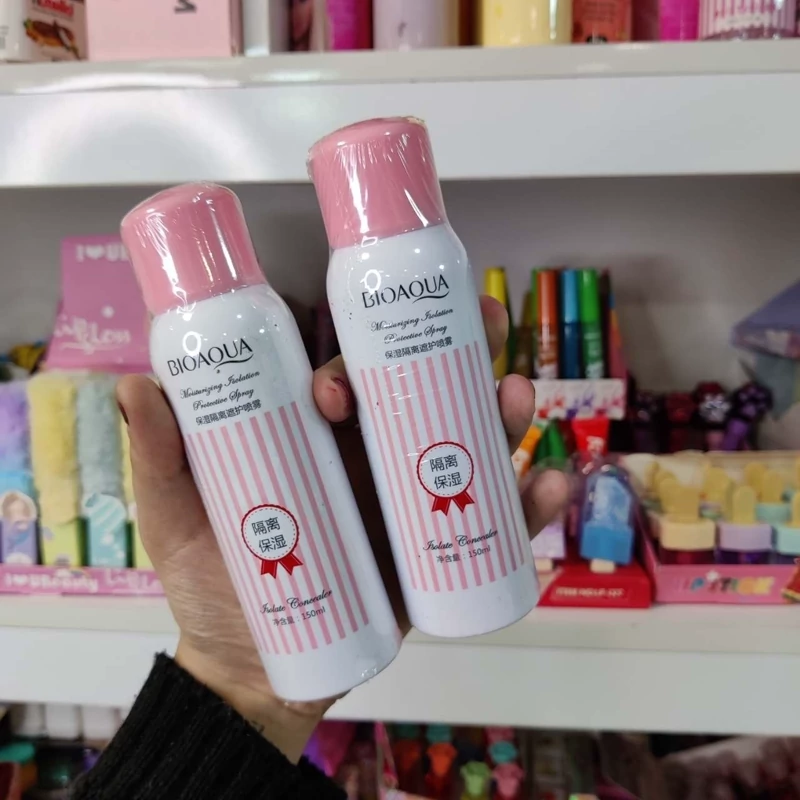 BIOAQUA
Moisturizing Isolation
Protective Spray
保湿隔离遮护喷雾
隔离
保湿
Isolate Concealer
净含量：150ml
BIOAQUA
Moisturizing Isolation
Protective Spray
保湿隔离遮护喷雾
隔离
保湿
Isolate Concealer
净含量：150ml